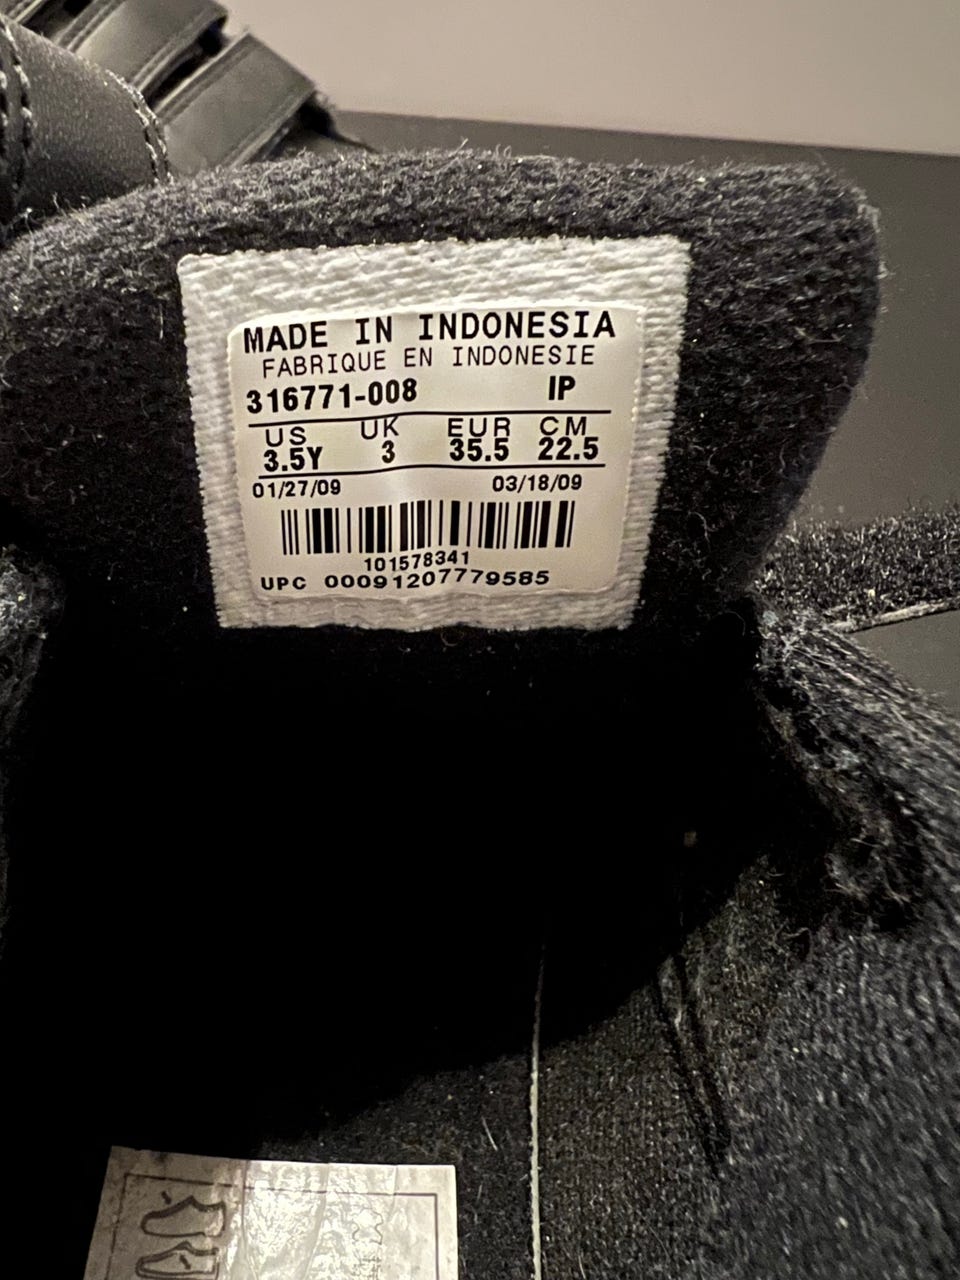 MADE IN INDONESIA
FABRIQUE EN INDONESIE
316771-008 IP
US UK EUR CM
3.5Y 3 35.5 22.5
01/27/09 03/18/09
101578341
UPC 00091207779585